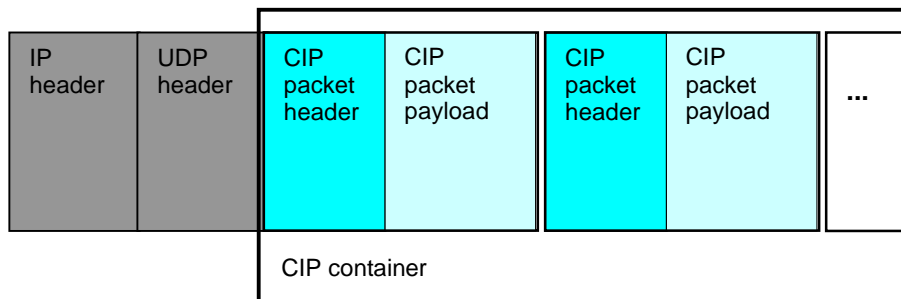 IP
header
UDP
header
CIP
packet
header
CIP
packet
payload
CIP
packet
header
CIP
packet
payload
...
CIP container